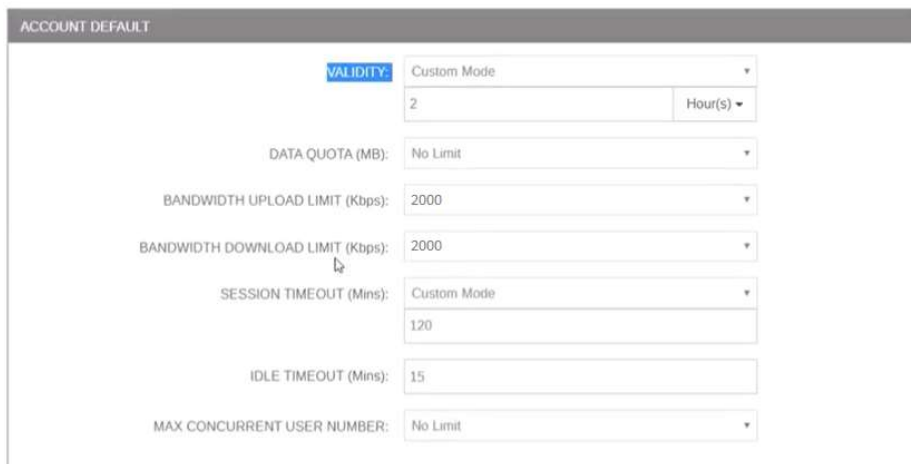 ACCOUNT DEFAULT
VALIDITY: Custom Mode
2 Hour(s)
DATA QUOTA (MB): No Limit
BANDWIDTH UPLOAD LIMIT (Kbps): 2000
BANDWIDTH DOWNLOAD LIMIT (Kbps): 2000
SESSION TIMEOUT (Mins): Custom Mode
120
IDLE TIMEOUT (Mins): 15
MAX CONCURRENT USER NUMBER: No Limit